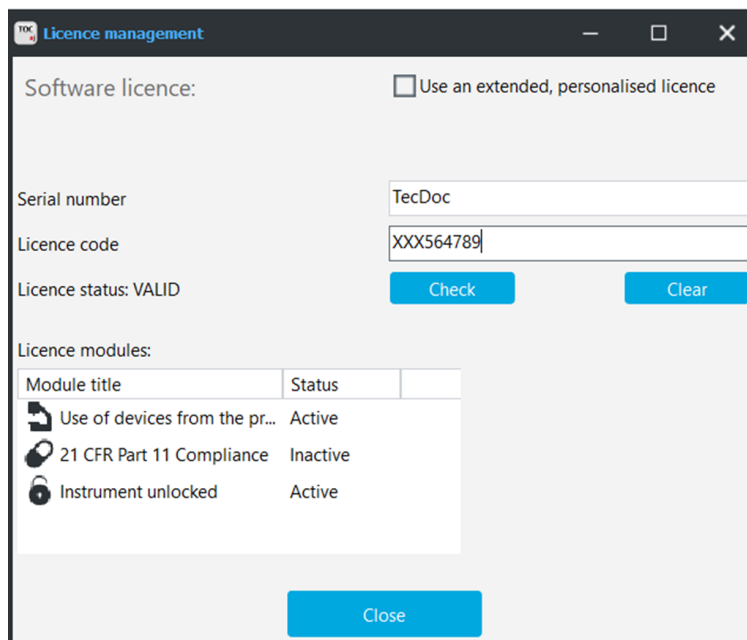 TOC Licence management
Software licence:
Use an extended, personalised licence
Serial number
TecDoc
Licence code
XXX564789
Licence status: VALID
Check
Clear
Licence modules:
Module title Status
Use of devices from the pr... Active
21 CFR Part 11 Compliance Inactive
Instrument unlocked Active
Close